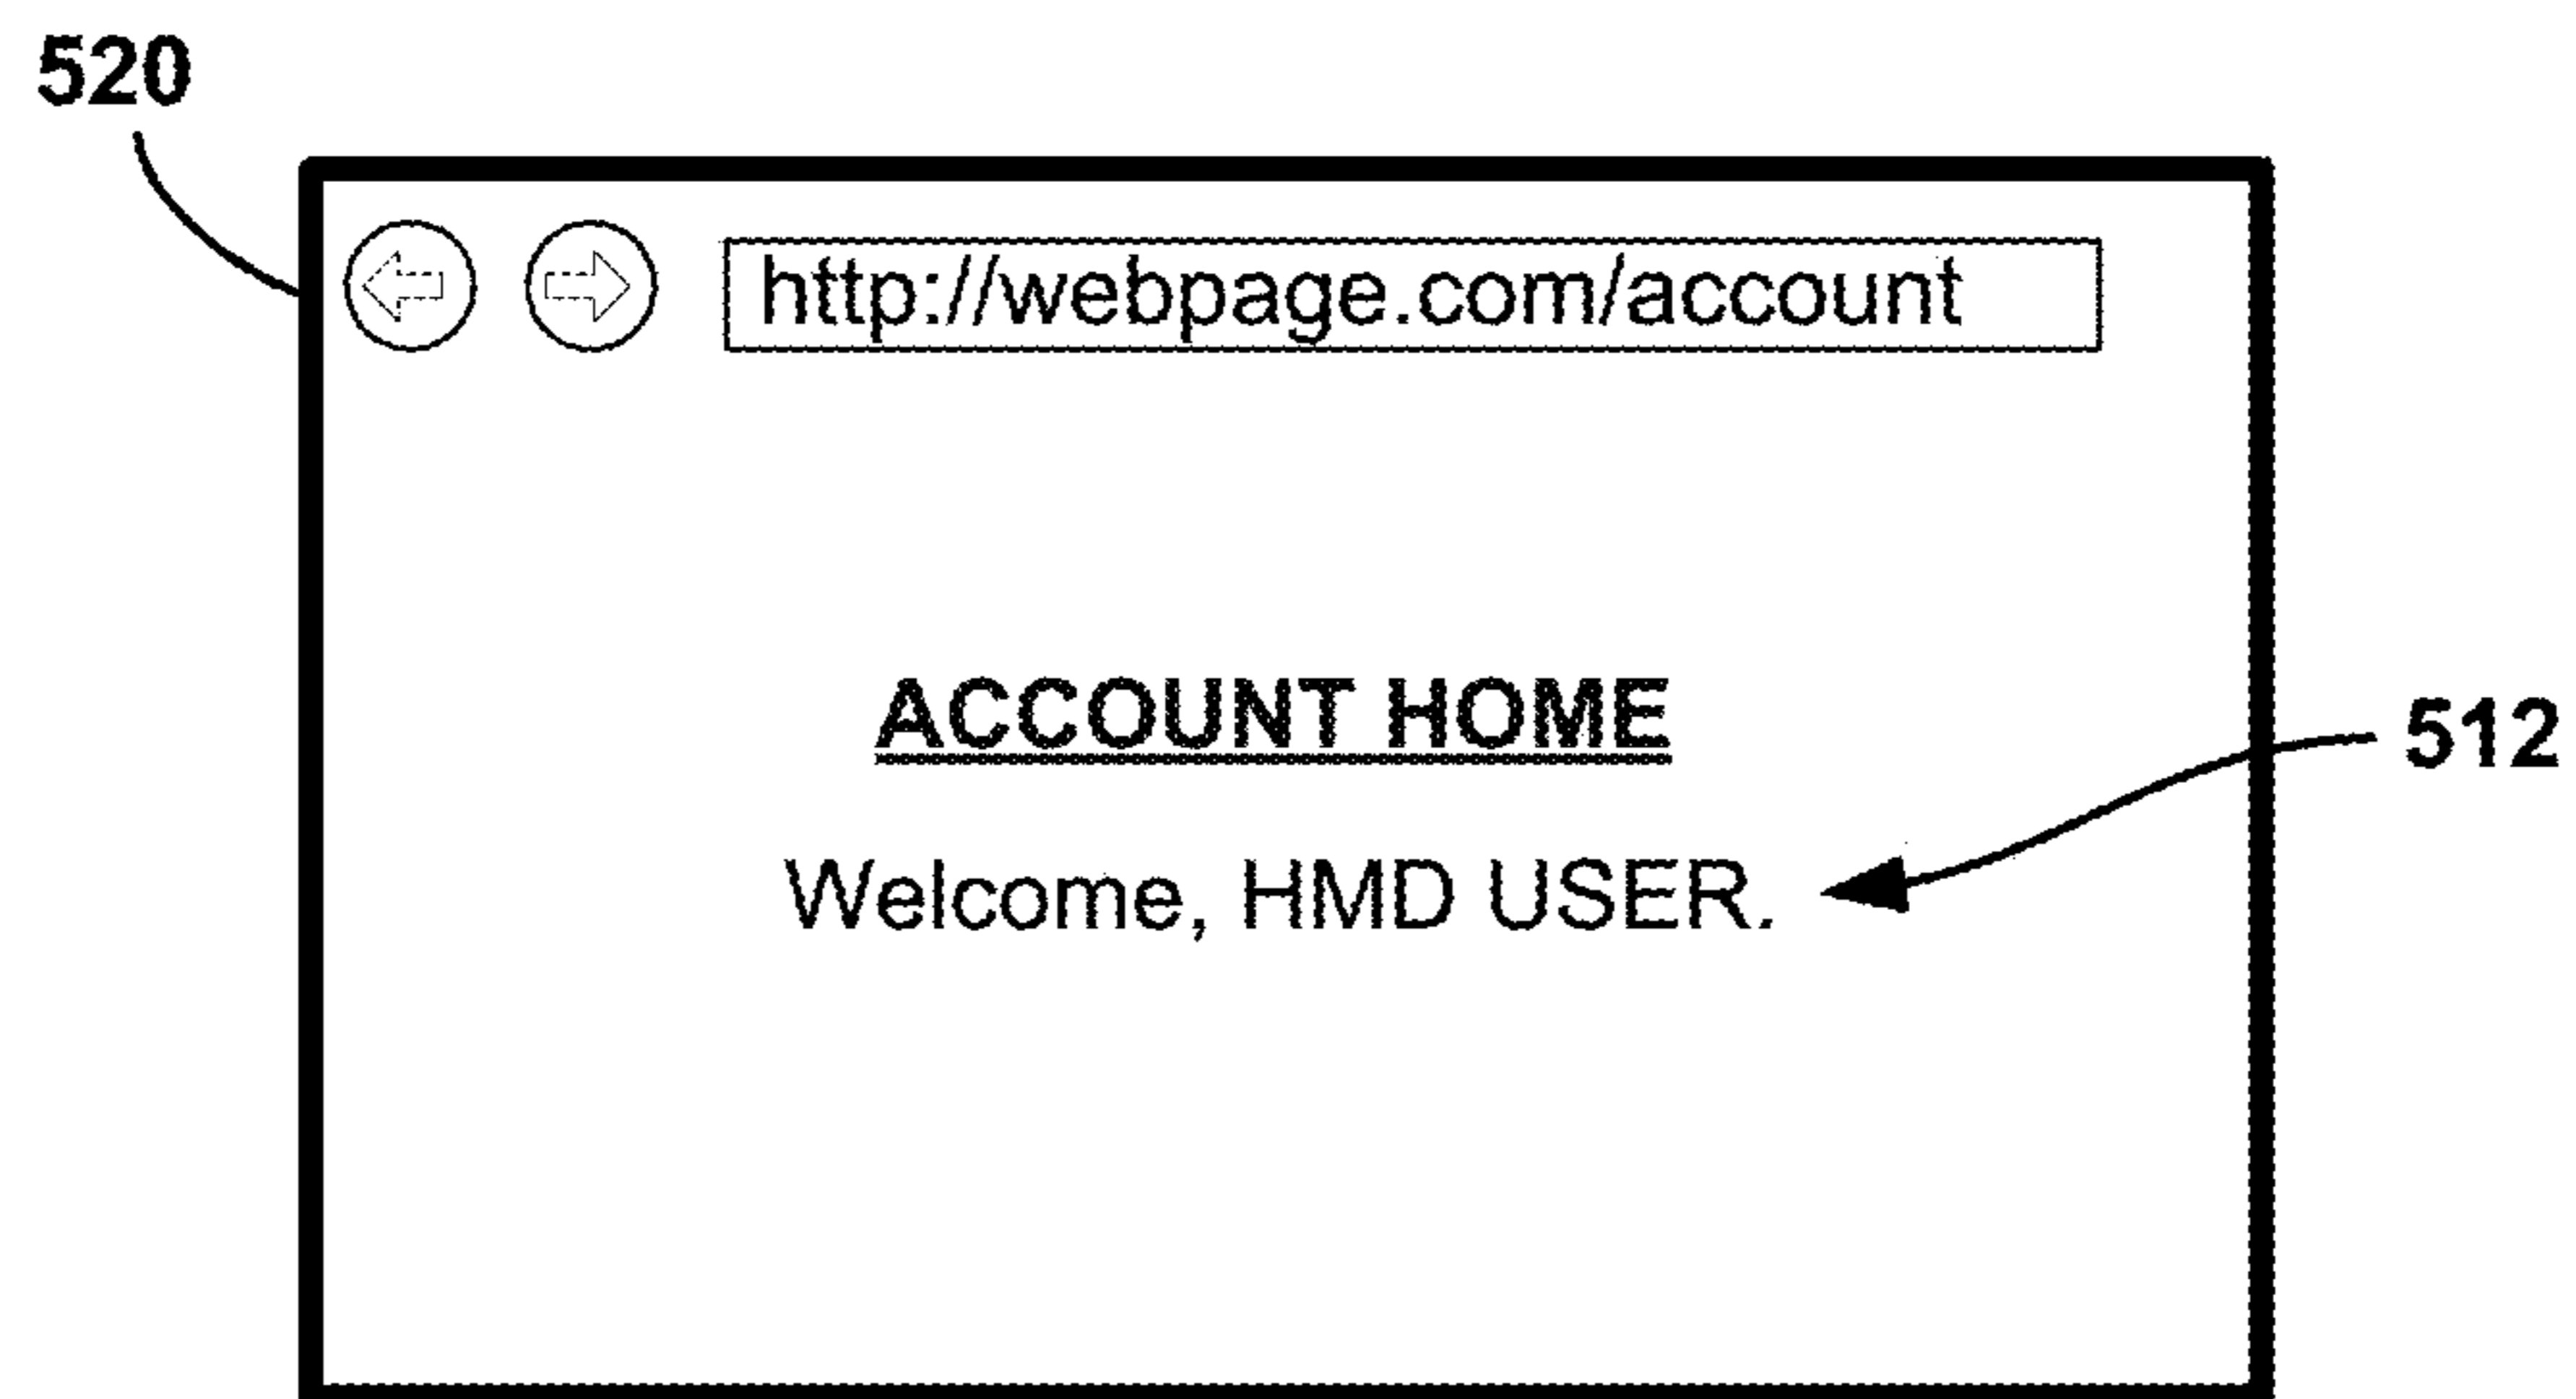 520
http://webpage.com/account
ACCOUNT HOME
512
Welcome, HMD USER.